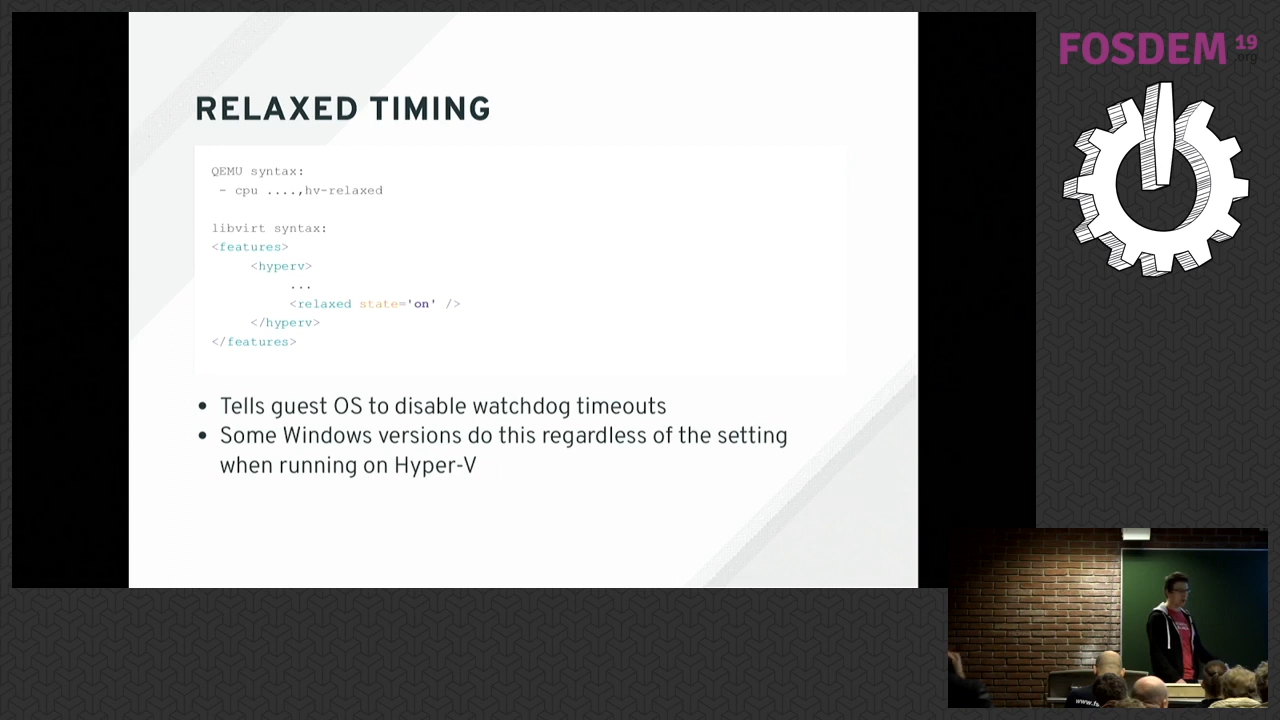 RELAXED TIMING
QEMU syntax:
- cpu ....,hv-relaxed
libvirt syntax:
<features>
<hyperv>
...
<relaxed state='on' />
</hyperv>
</features>
• Tells guest OS to disable watchdog timeouts
• Some Windows versions do this regardless of the setting
when running on Hyper-V
FOSDEM 19
.org
www.f